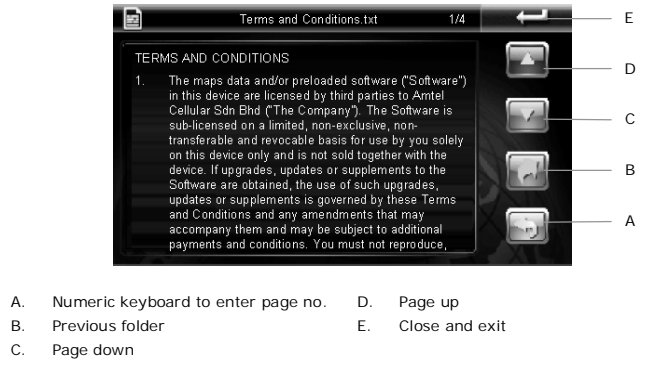 Terms and Conditions.txt 1/4
E
TERMS AND CONDITIONS
D
1. The maps data and/or preloaded software ("Software")
in this device are licensed by third parties to Amtel
Cellular Sdn Bhd ("The Company"). The Software is
C
sub-licensed on a limited, non-exclusive, non-
transferable and revocable basis for use by you solely
on this device only and is not sold together with the
device. If upgrades, updates or supplements to the
B
Software are obtained, the use of such upgrades,
updates or supplements is governed by these Terms
and Conditions and any amendments that may
A
accompany them and may be subject to additional
payments and conditions. You must not reproduce,
A. Numeric keyboard to enter page no.
B. Previous folder
C. Page down
D. Page up
E. Close and exit